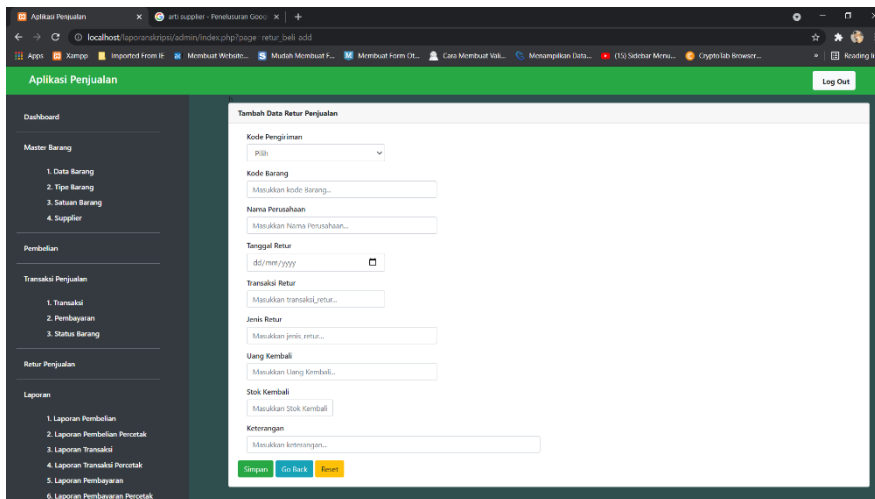 Aplikasi Penjualan
arti supplier - Penelusuran Goog
localhost/laporanskripsi/admin/index.php?page=retur_beli_add
Apps Xampp Imported From IE Membuat Website... Mudah Membuat F... Membuat Form Ot... Cara Membuat Vali... Menampilkan Data... (15) Sidebar Menu... CryptoTab Browser... » Reading li
Aplikasi Penjualan
Log Out
Dashboard
Master Barang
1. Data Barang
2. Tipe Barang
3. Satuan Barang
4. Supplier
Pembelian
Transaksi Penjualan
1. Transaksi
2. Pembayaran
3. Status Barang
Retur Penjualan
Laporan
1. Laporan Pembelian
2. Laporan Pembelian Percetak
3. Laporan Transaksi
4. Laporan Transaksi Percetak
5. Laporan Pembayaran
6. Laporan Pembayaran Percetak
Tambah Data Retur Penjualan
Kode Pengiriman
Pilih
Kode Barang
Masukkan kode Barang...
Nama Perusahaan
Masukkan Nama Perusahaan...
Tanggal Retur
dd/mm/yyyy
Transaksi Retur
Masukkan transaksi_retur...
Jenis Retur
Masukkan jenis_retur...
Uang Kembali
Masukkan Uang Kembali...
Stok Kembali
Masukkan Stok Kembali
Keterangan
Masukkan keterangan...
Simpan Go Back Reset